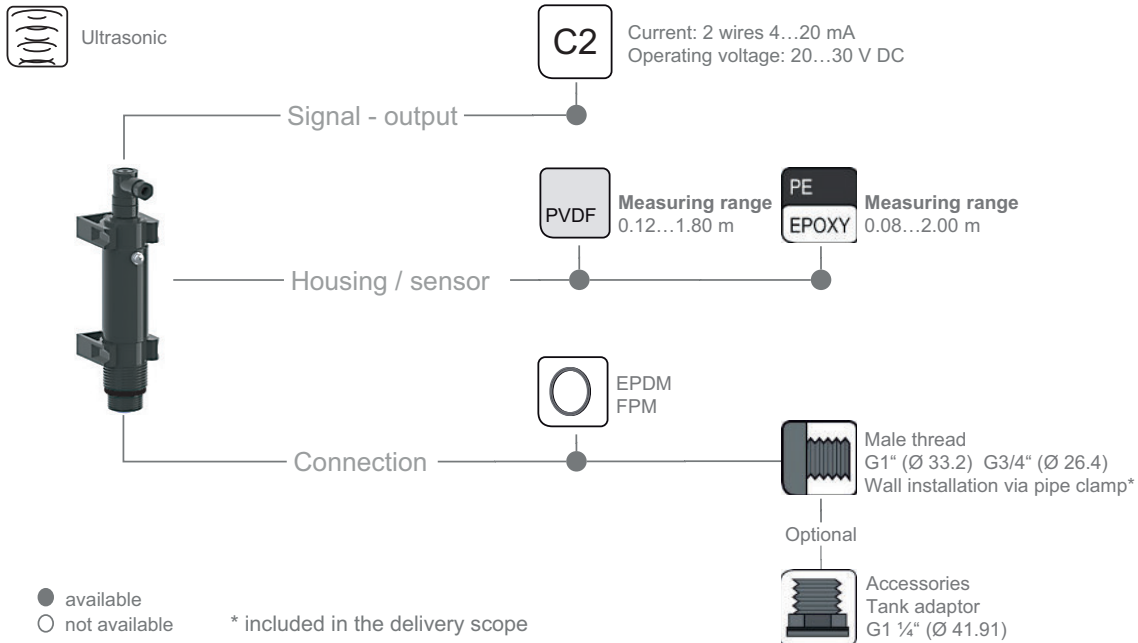 Ultrasonic
C2
Current: 2 wires 4…20 mA
Operating voltage: 20…30 V DC
Signal - output
PVDF
Measuring range
0.12…1.80 m
PE
EPOXY
Measuring range
0.08…2.00 m
Housing / sensor
EPDM
FPM
Connection
Male thread
G1“ (Ø 33.2) G3/4“ (Ø 26.4)
Wall installation via pipe clamp*
Optional
Accessories
Tank adaptor
G1 ¼“ (Ø 41.91)
available
not available
* included in the delivery scope